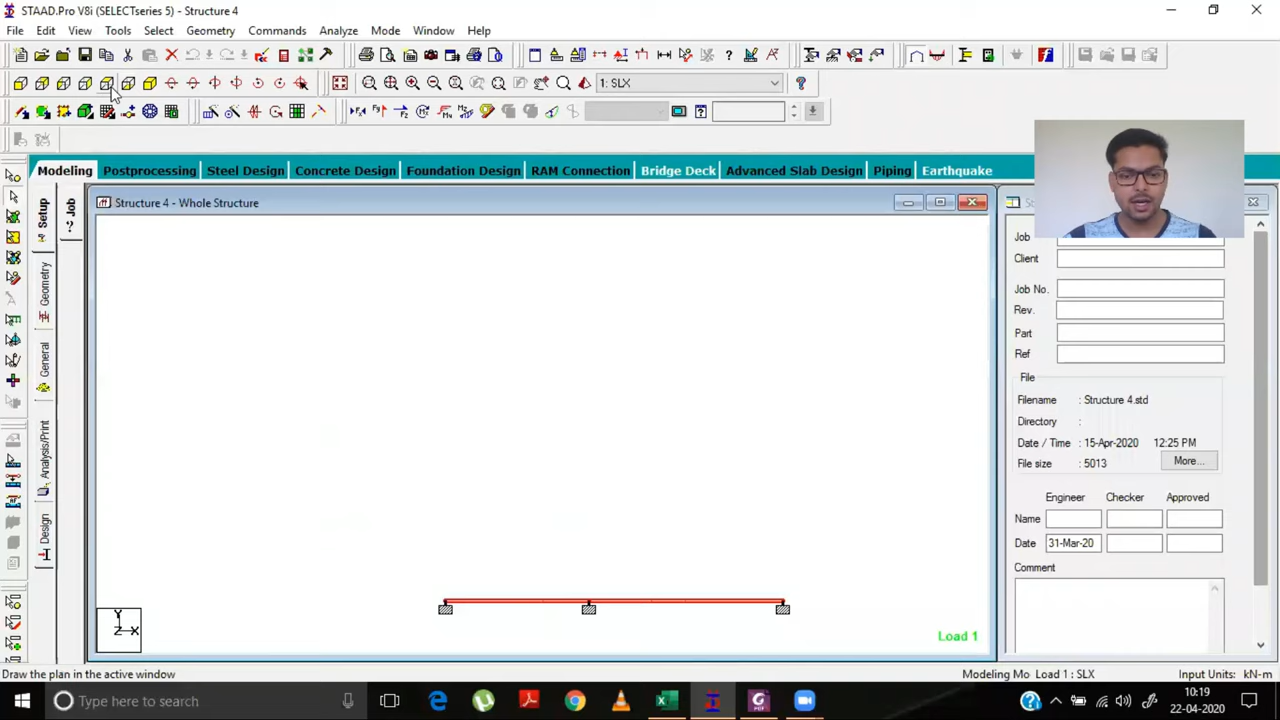 STAAD.Pro V8i (SELECTseries 5) - Structure 4
File Edit View Tools Select Geometry Commands Analyze Mode Window Help
1: SLX
Modeling Postprocessing Steel Design Concrete Design Foundation Design RAM Connection Bridge Deck Advanced Slab Design Piping Earthquake
Setup
Geometry
General
Analysis/Print
Design
Job
Structure 4 - Whole Structure
Y
Z X
Load 1
Job
Client
Job No.
Rev.
Part
Ref
File
Filename : Structure 4.std
Directory :
Date / Time : 15-Apr-2020 12:25 PM
File size : 5013 More...
Engineer Checker Approved
Name
Date 31-Mar-20
Comment
Draw the plan in the active window
Modeling Mo Load 1 : SLX Input Units: kN-m
Type here to search
10:19
22-04-2020